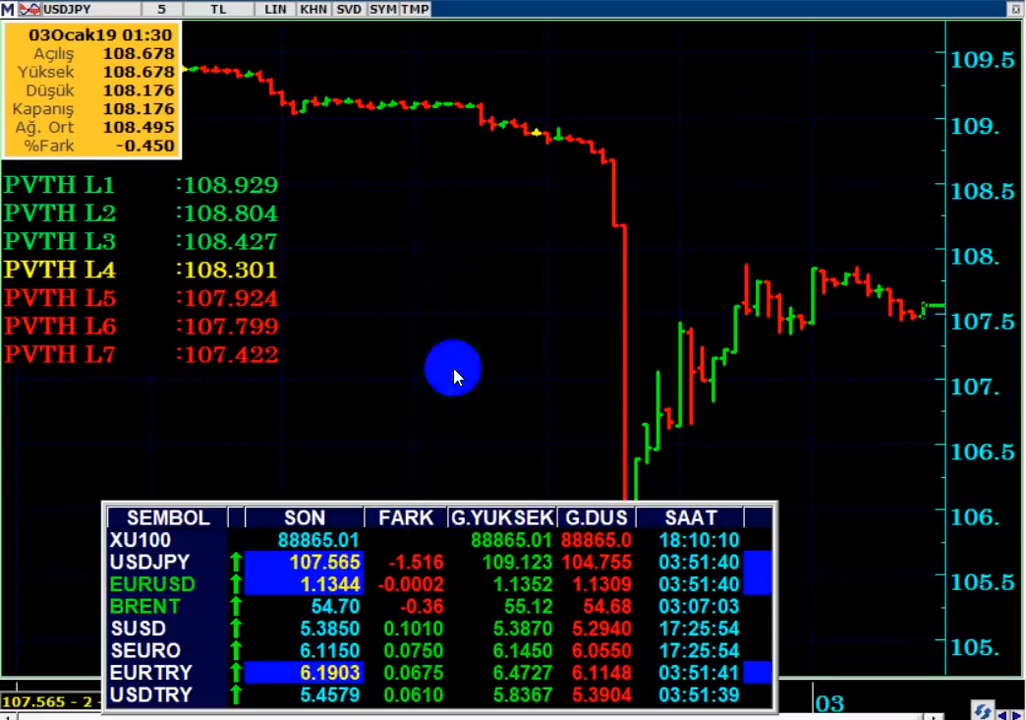 M USDJPY 5 TL LIN KHN SVD SYM TMP
03Ocak19 01:30
Açılış 108.678
Yüksek 108.678
Düşük 108.176
Kapanış 108.176
Ağ. Ort 108.495
%Fark -0.450
PVTH L1 :108.929
PVTH L2 :108.804
PVTH L3 :108.427
PVTH L4 :108.301
PVTH L5 :107.924
PVTH L6 :107.799
PVTH L7 :107.422
109.5
109.
108.5
108.
107.5
107.
106.5
106.
105.5
105.
SEMBOL SON FARK G.YUKSEK G.DUS SAAT
XU100 88865.01 88865.01 88865.0 18:10:10
USDJPY 107.565 -1.516 109.123 104.755 03:51:40
EURUSD 1.1344 -0.0002 1.1352 1.1309 03:51:40
BRENT 54.70 -0.36 55.12 54.68 03:07:03
SUSD 5.3850 0.1010 5.3870 5.2940 17:25:54
SEURO 6.1150 0.0750 6.1450 6.0550 17:25:54
EURTRY 6.1903 0.0675 6.4727 6.1148 03:51:41
USDTRY 5.4579 0.0610 5.8367 5.3904 03:51:39
107.565 - 2 -
03